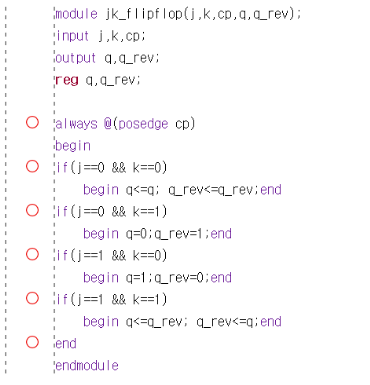 module jk_flipflop(j,k,cp,q,q_rev);
input j,k,cp;
output q,q_rev;
reg q,q_rev;
always @(posedge cp)
begin
if(j==0 && k==0)
begin q<=q; q_rev<=q_rev;end
if(j==0 && k==1)
begin q=0;q_rev=1;end
if(j==1 && k==0)
begin q=1;q_rev=0;end
if(j==1 && k==1)
begin q<=q_rev; q_rev<=q;end
end
endmodule